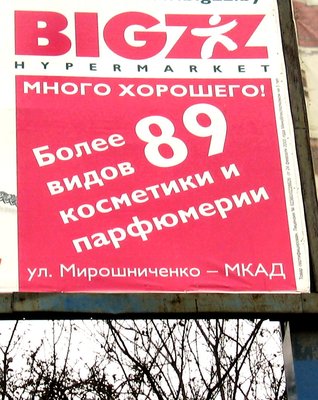 BIGZZ
HYPERMARKET
МНОГО ХОРОШЕГО!
Более 89
видов
косметики и
парфюмерии
ул. Мирошниченко – МКАД